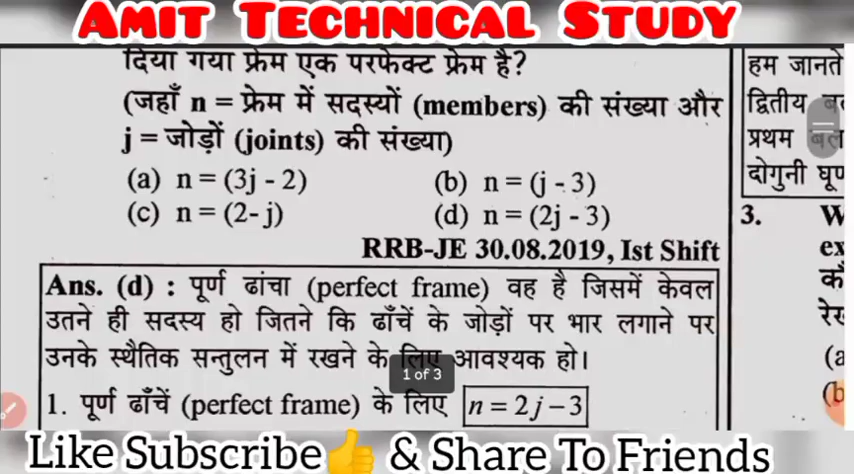 AMIT TECHNICAL STUDY
दिया गया फ्रेम एक परफेक्ट फ्रेम है?
(जहाँ n = फ्रेम में सदस्यों (members) की संख्या और
j = जोड़ों (joints) की संख्या)
(a) n = (3j - 2) (b) n = (j - 3)
(c) n = (2- j) (d) n = (2j - 3)
RRB-JE 30.08.2019, Ist Shift
Ans. (d) : पूर्ण ढांचा (perfect frame) वह है जिसमें केवल
उतने ही सदस्य हो जितने कि ढाँचें के जोड़ों पर भार लगाने पर
उनके स्थैतिक सन्तुलन में रखने के लिए आवश्यक हो।
1 of 3
1. पूर्ण ढाँचें (perfect frame) के लिए n = 2j – 3
हम जानते
द्वितीय
प्रथम
दोगुनी
3. W
ex
कौ
रे
(a
(b
Like Subscribe👍 & Share To Friends